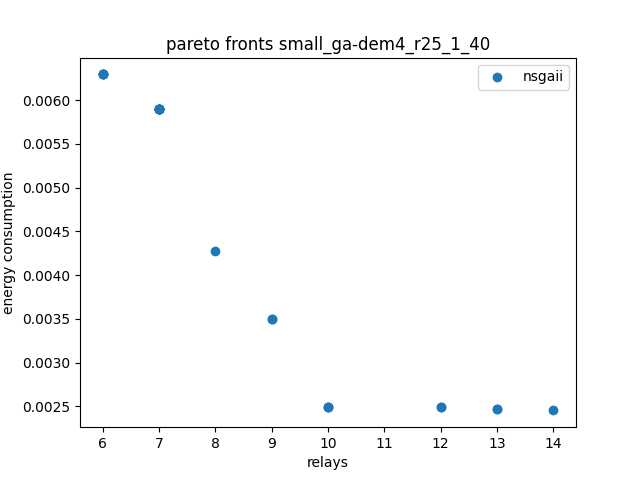 pareto fronts small_ga-dem4_r25_1_40
nsgaii
0.0060
0.0055
0.0050
0.0045
0.0040
0.0035
0.0030
0.0025
energy consumption
6 7 8 9 10 11 12 13 14
relays